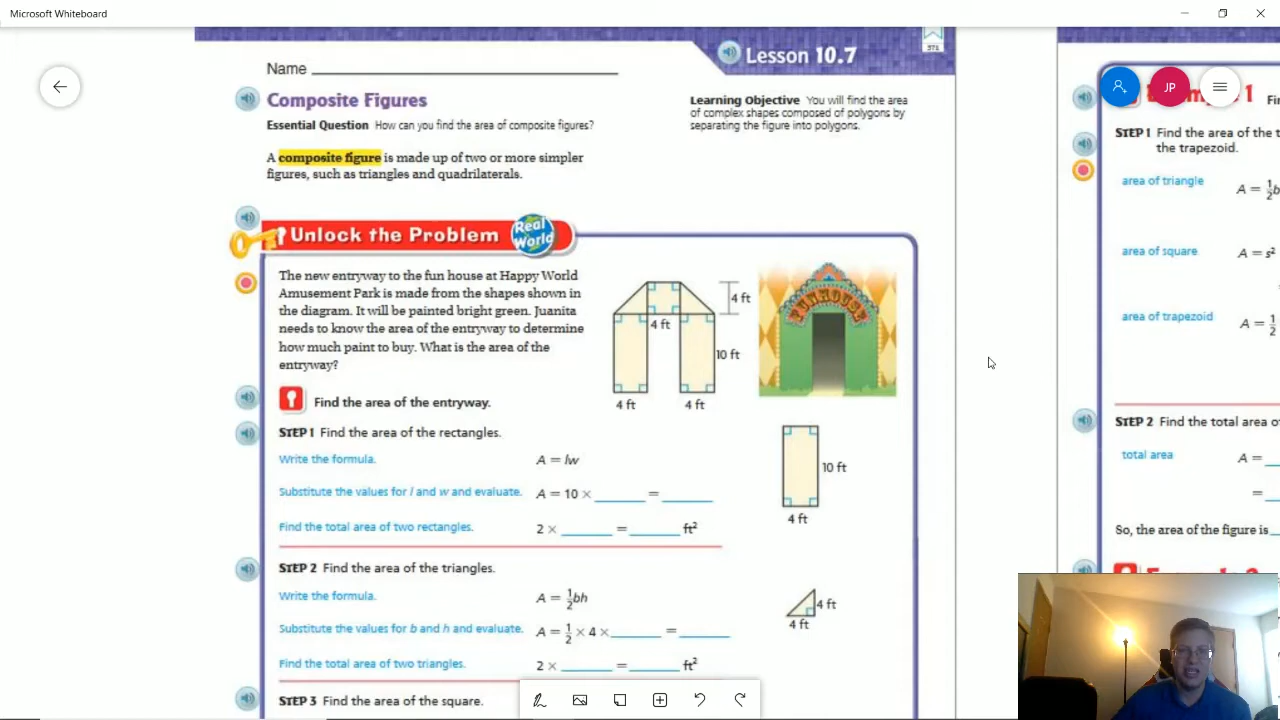 Microsoft Whiteboard
371
Lesson 10.7
Name
Composite Figures
Essential Question How can you find the area of composite figures?
Learning Objective You will find the area
of complex shapes composed of polygons by
separating the figure into polygons.
A composite figure is made up of two or more simpler
figures, such as triangles and quadrilaterals.
Unlock the Problem
Real
World
The new entryway to the fun house at Happy World
Amusement Park is made from the shapes shown in
the diagram. It will be painted bright green. Juanita
needs to know the area of the entryway to determine
how much paint to buy. What is the area of the
entryway?
4 ft
4 ft
10 ft
4 ft
4 ft
FUNHOUSE
Find the area of the entryway.
STEP 1 Find the area of the rectangles.
Write the formula. A = lw
Substitute the values for l and w and evaluate. A = 10 × ______ = ______
Find the total area of two rectangles. 2 × ______ = ______ ft²
10 ft
4 ft
STEP 2 Find the area of the triangles.
Write the formula. A = ½bh
Substitute the values for b and h and evaluate. A = ½ × 4 × ______ = ______
Find the total area of two triangles. 2 × ______ = ______ ft²
4 ft
4 ft
STEP 3 Find the area of the square.
JP
1
STEP 1 Find the area of the t
the trapezoid.
area of triangle A = ½b
area of square A = s²
area of trapezoid A = ½
STEP 2 Find the total area o
total area A = __
= __
So, the area of the figure is